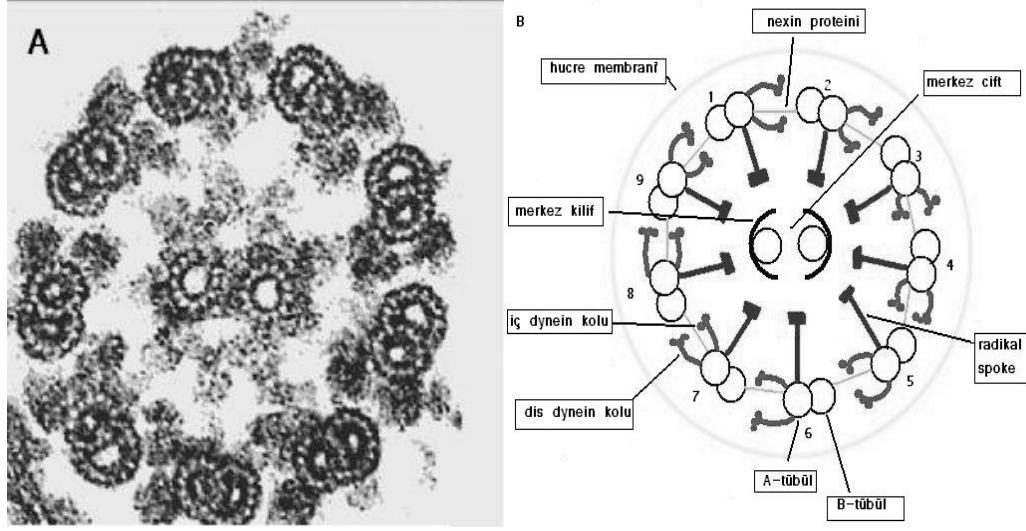 A
B
nexin proteini
hucre membrani
merkez cift
1
2
3
9
merkez kilif
4
8
iç dynein kolu
radikal
spoke
5
7
dis dynein kolu
6
A-tübül
B-tübül